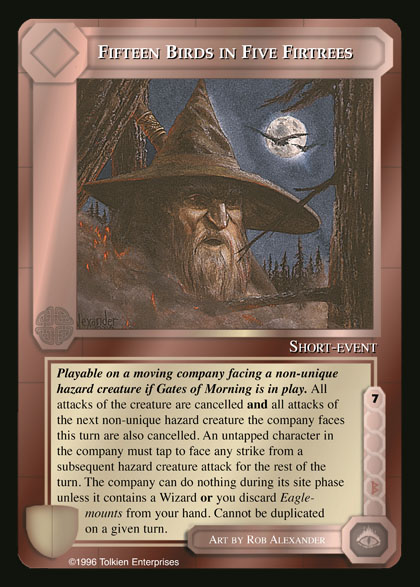 Fifteen Birds in Five Firtrees
lexander
Short-event
Playable on a moving company facing a non-unique
hazard creature if Gates of Morning is in play. All
attacks of the creature are cancelled and all attacks of
the next non-unique hazard creature the company faces
this turn are also cancelled. An untapped character in
the company must tap to face any strike from a
subsequent hazard creature attack for the rest of the
turn. The company can do nothing during its site phase
unless it contains a Wizard or you discard Eagle-
mounts from your hand. Cannot be duplicated
on a given turn.
7
Art by Rob Alexander
©1996 Tolkien Enterprises